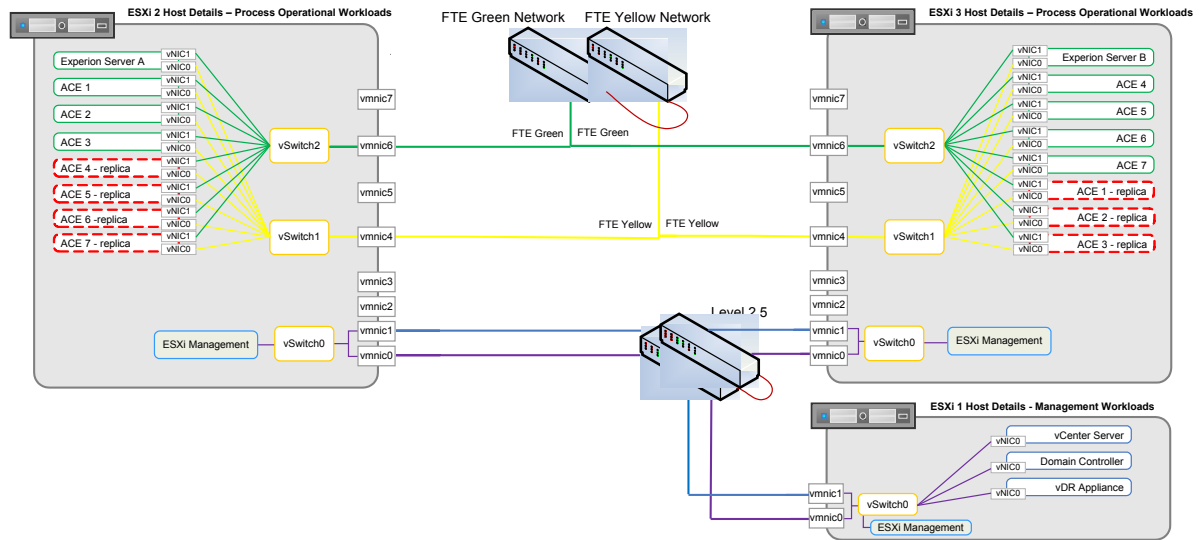 ESXi 2 Host Details – Process Operational Workloads
FTE Green Network
FTE Yellow Network
ESXi 3 Host Details – Process Operational Workloads
Experion Server A
vNIC1
vNIC0
ACE 1
vNIC1
vNIC0
ACE 2
vNIC1
vNIC0
ACE 3
vNIC1
vNIC0
ACE 4 - replica
vNIC1
vNIC0
ACE 5 - replica
vNIC1
vNIC0
ACE 6 -replica
vNIC1
vNIC0
ACE 7 - replica
vNIC1
vNIC0
vSwitch2
vSwitch1
vmnic7
vmnic6
vmnic5
vmnic4
vmnic3
vmnic2
vmnic1
vmnic0
ESXi Management
vSwitch0
FTE Green
FTE Green
FTE Yellow
FTE Yellow
Level 2.5
vmnic7
vmnic6
vmnic5
vmnic4
vmnic3
vmnic2
vmnic1
vmnic0
vSwitch2
vSwitch1
vNIC1
vNIC0
Experion Server B
vNIC1
vNIC0
ACE 4
vNIC1
vNIC0
ACE 5
vNIC1
vNIC0
ACE 6
vNIC1
vNIC0
ACE 7
vNIC1
vNIC0
ACE 1 - replica
vNIC1
vNIC0
ACE 2 - replica
vNIC1
vNIC0
ACE 3 - replica
vSwitch0
ESXi Management
ESXi 1 Host Details - Management Workloads
vNIC0
vCenter Server
vNIC0
Domain Controller
vNIC0
vDR Appliance
vmnic1
vmnic0
vSwitch0
ESXi Management